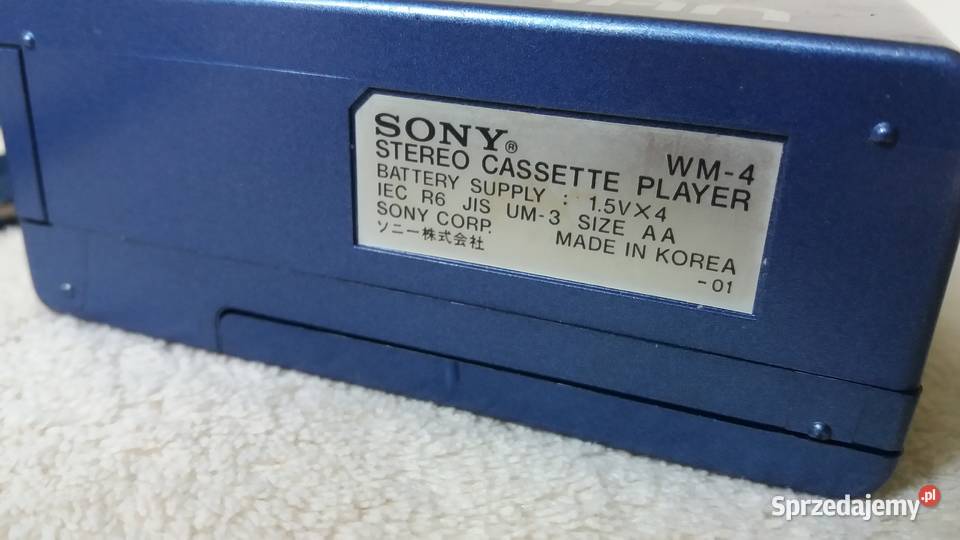 SONY®
WM-4
STEREO CASSETTE PLAYER
BATTERY SUPPLY : 1.5V×4
IEC R6 JIS UM-3 SIZE AA
SONY CORP. MADE IN KOREA
ソニー株式会社
-01
Sprzedajemy.pl